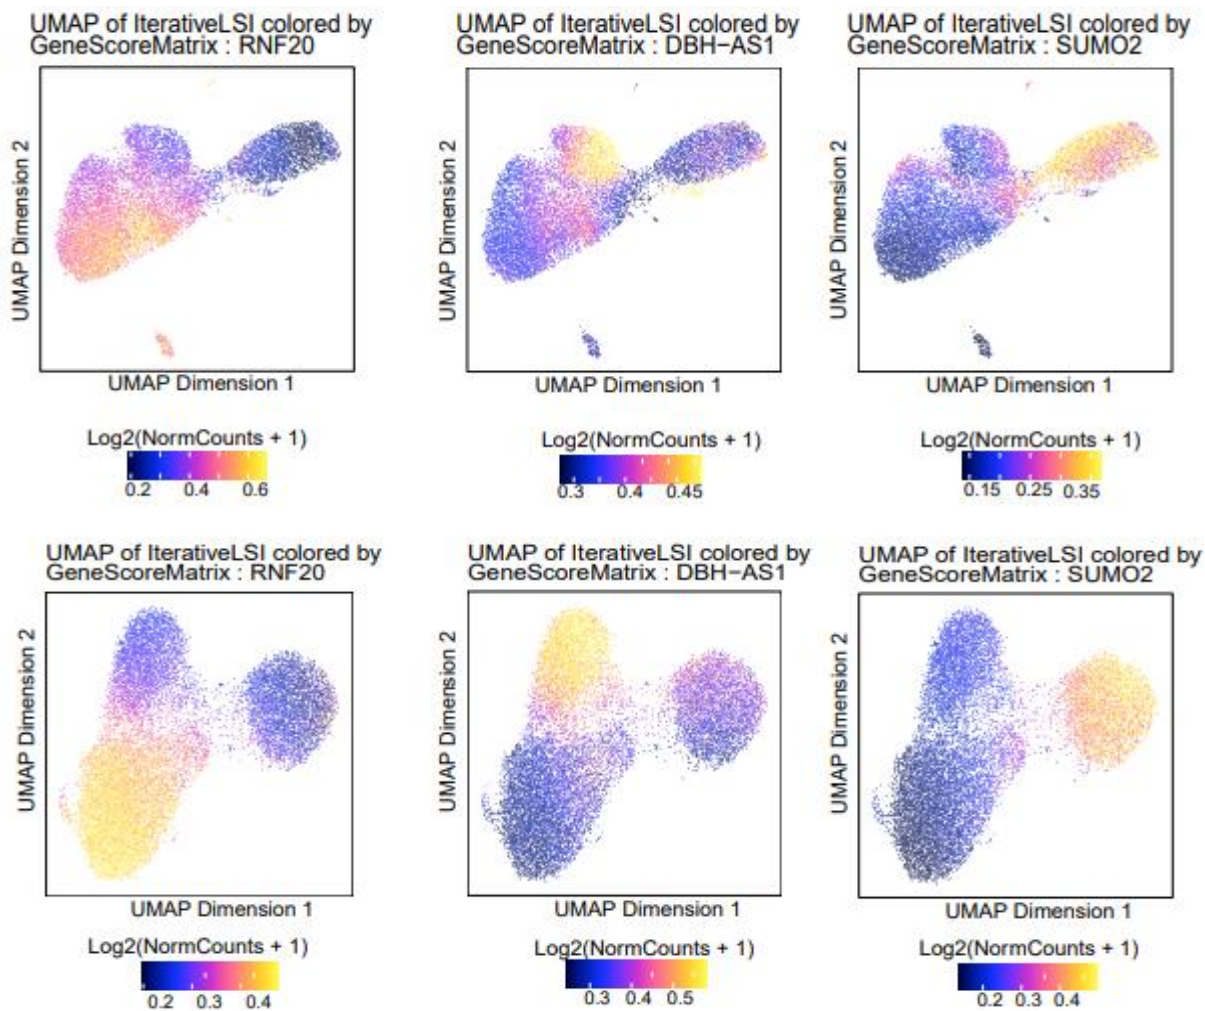 UMAP of IterativeLSI colored by
GeneScoreMatrix : RNF20
UMAP Dimension 2
UMAP Dimension 1
Log2(NormCounts + 1)
0.2 0.4 0.6
UMAP of IterativeLSI colored by
GeneScoreMatrix : DBH−AS1
UMAP Dimension 2
UMAP Dimension 1
Log2(NormCounts + 1)
0.3 0.4 0.45
UMAP of IterativeLSI colored by
GeneScoreMatrix : SUMO2
UMAP Dimension 2
UMAP Dimension 1
Log2(NormCounts + 1)
0.15 0.25 0.35
UMAP of IterativeLSI colored by
GeneScoreMatrix : RNF20
UMAP Dimension 2
UMAP Dimension 1
Log2(NormCounts + 1)
0.2 0.3 0.4
UMAP of IterativeLSI colored by
GeneScoreMatrix : DBH−AS1
UMAP Dimension 2
UMAP Dimension 1
Log2(NormCounts + 1)
0.3 0.4 0.5
UMAP of IterativeLSI colored by
GeneScoreMatrix : SUMO2
UMAP Dimension 2
UMAP Dimension 1
Log2(NormCounts + 1)
0.2 0.3 0.4